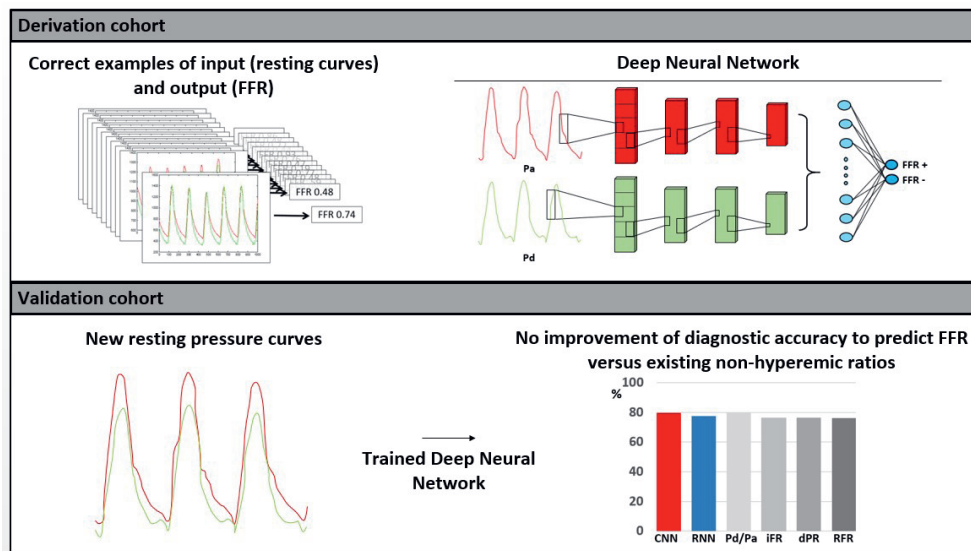 Derivation cohort
Correct examples of input (resting curves)
and output (FFR)
FFR 0.48
FFR 0.74
Deep Neural Network
Pa
Pd
FFR +
FFR -
Validation cohort
New resting pressure curves
Trained Deep Neural
Network
No improvement of diagnostic accuracy to predict FFR
versus existing non-hyperemic ratios
%
100
80
60
40
20
0
CNN RNN Pd/Pa iFR dPR RFR